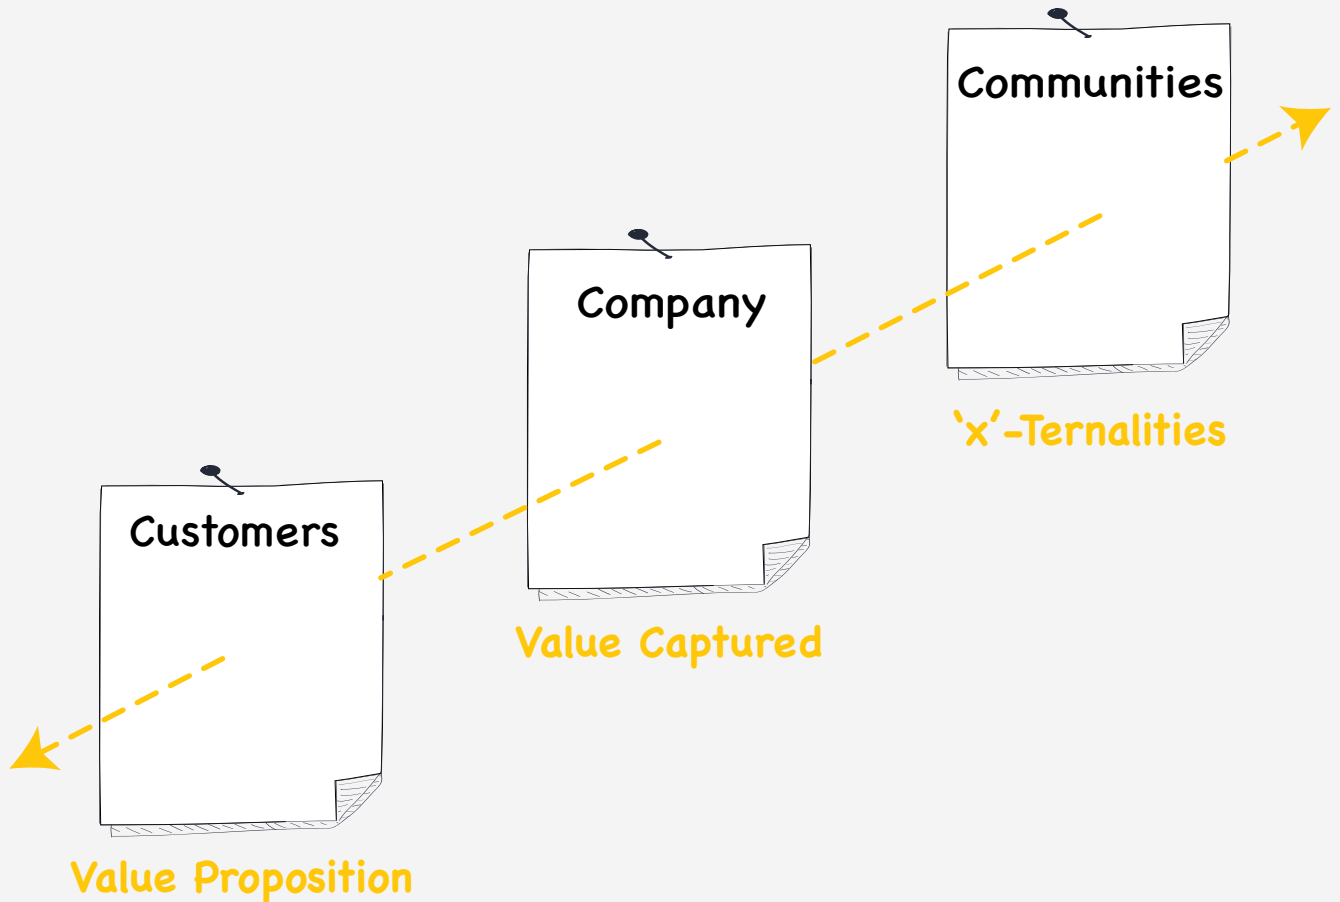 Customers
Value Proposition
Company
Value Captured
Communities
‘x’-Ternalities